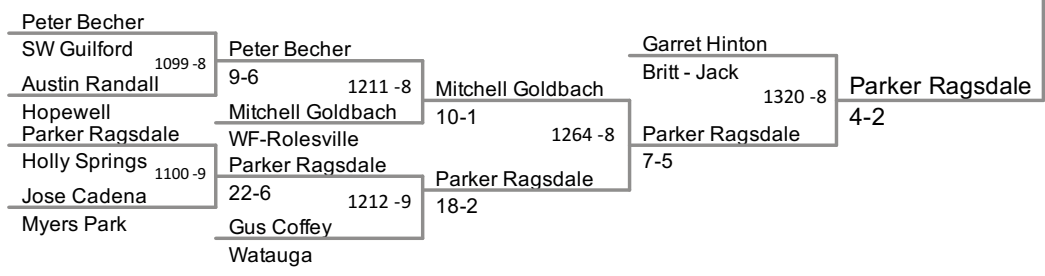 Peter Becher
SW Guilford
1099 -8
Austin Randall
Hopewell
Parker Ragsdale
Holly Springs
1100 -9
Jose Cadena
Myers Park
Peter Becher
9-6
1211 -8
Mitchell Goldbach
WF-Rolesville
Parker Ragsdale
22-6
1212 -9
Gus Coffey
Watauga
Mitchell Goldbach
10-1
1264 -8
Parker Ragsdale
18-2
Garret Hinton
Britt - Jack
1320 -8
Parker Ragsdale
7-5
Parker Ragsdale
4-2